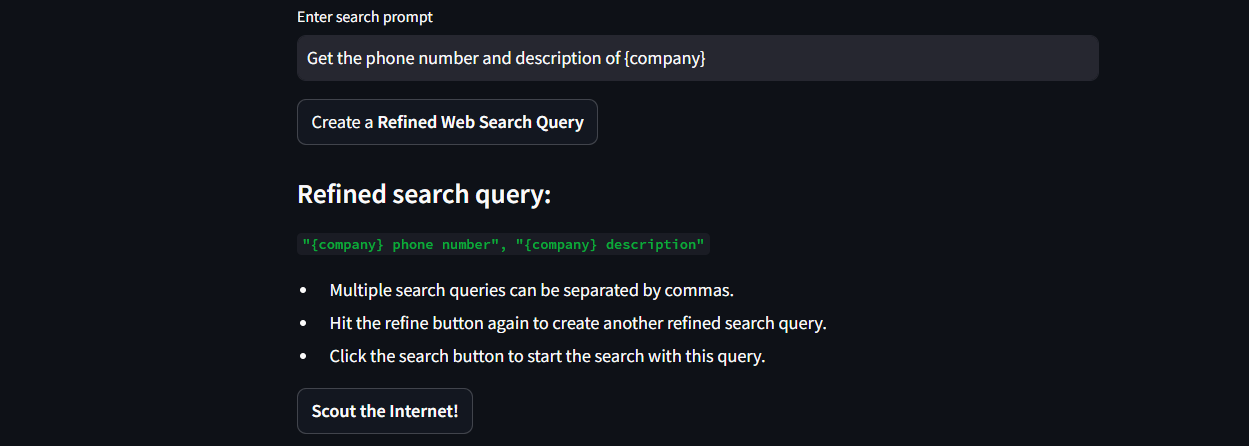 Enter search prompt
Get the phone number and description of {company}
Create a Refined Web Search Query
Refined search query:
"{company} phone number", "{company} description"
• Multiple search queries can be separated by commas.
• Hit the refine button again to create another refined search query.
• Click the search button to start the search with this query.
Scout the Internet!